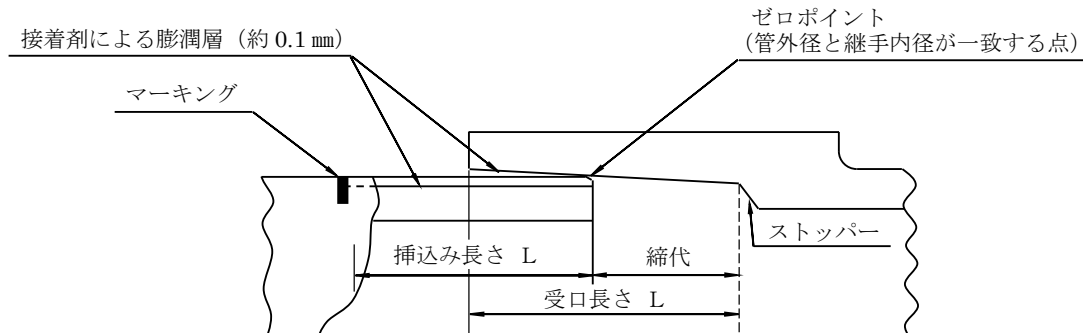 ゼロポイント
接着剤による膨潤層（約 0.1 ㎜）
（管外径と継手内径が一致する点）
マーキング
ストッパー
挿込み長さ L
締代
受口長さ L